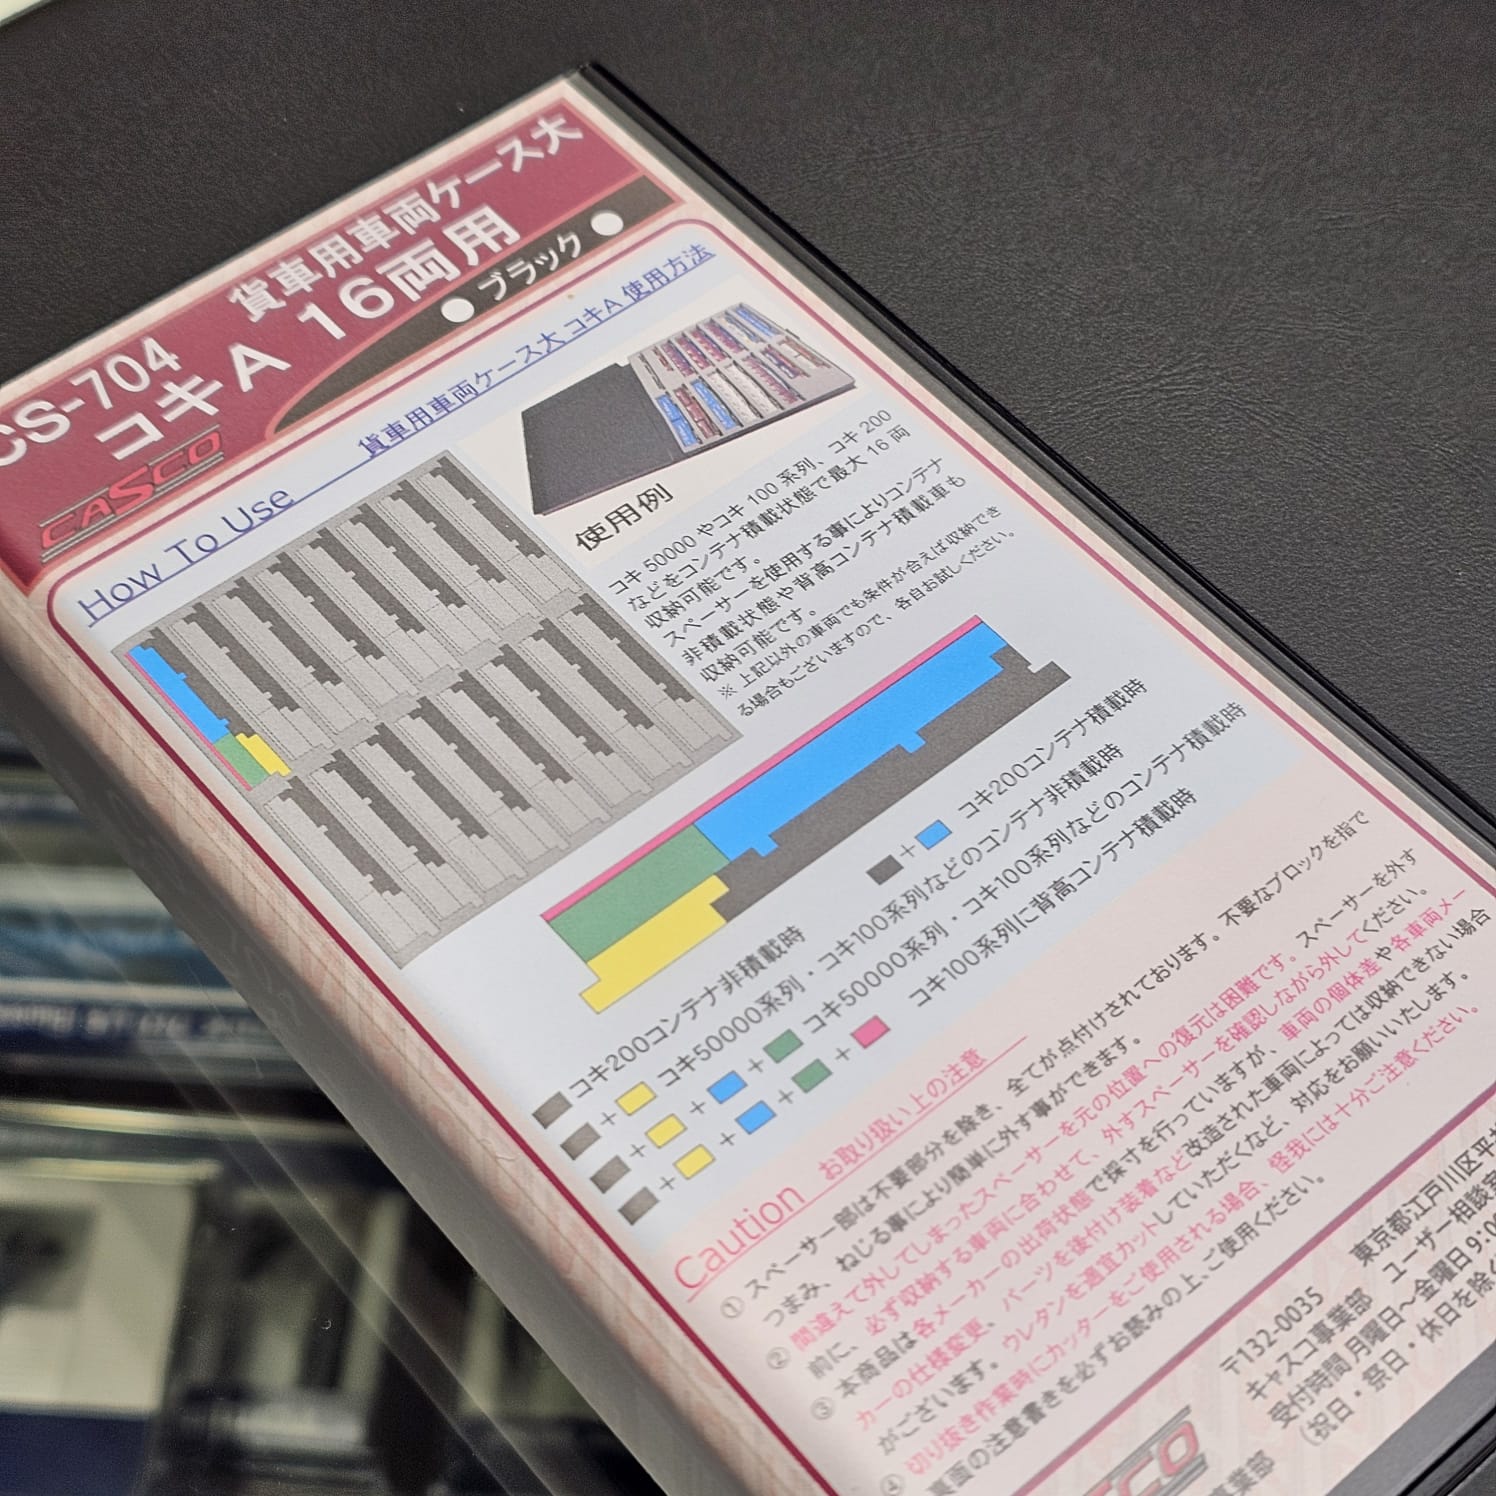 CS-704 貨車用車両ケース大
コキA 16両用
● ブラック ●
CASCO
How To Use 貨車用車両ケース大 コキA 使用方法
使用例
コキ 50000 やコキ 100 系列、コキ 200
などをコンテナ積載状態で最大 16 両
収納可能です。
スペーサーを使用する事によりコンテナ
非積載状態や背高コンテナ積載車も
収納可能です。
※ 上記以外の車両でも条件が合えば収納でき
る場合もございますので、各自お試しください。
コキ200コンテナ非積載時
+ コキ200コンテナ積載時
+ コキ50000系列・コキ100系列などのコンテナ非積載時
+ + コキ50000系列・コキ100系列などのコンテナ積載時
+ + + コキ100系列に背高コンテナ積載時
Caution お取り扱い上の注意
① スペーサー部は不要部分を除き、全てが点付けされております。不要なブロックを指で
つまみ、ねじる事により簡単に外す事ができます。
② 間違えて外してしまったスペーサーを元の位置への復元は困難です。スペーサーを外す
前に、必ず収納する車両に合わせて、外すスペーサーを確認しながら外してください。
③ 本商品は各メーカーの出荷状態で採寸を行っていますが、車両の個体差や各車両メー
カーの仕様変更、パーツを後付け装着など改造された車両によっては収納できない場合
がございます。ウレタンを適宜カットしていただくなど、対応をお願いいたします。
④ 切り抜き作業時にカッターをご使用される場合、怪我には十分ご注意ください。
裏面の注意書きを必ずお読みの上、ご使用ください。
〒132-0035 東京都江戸川区平
キャスコ事業部 ユーザー相談
受付時間 月曜日〜金曜日 9:0
(祝日・祭日・休日を除
業部